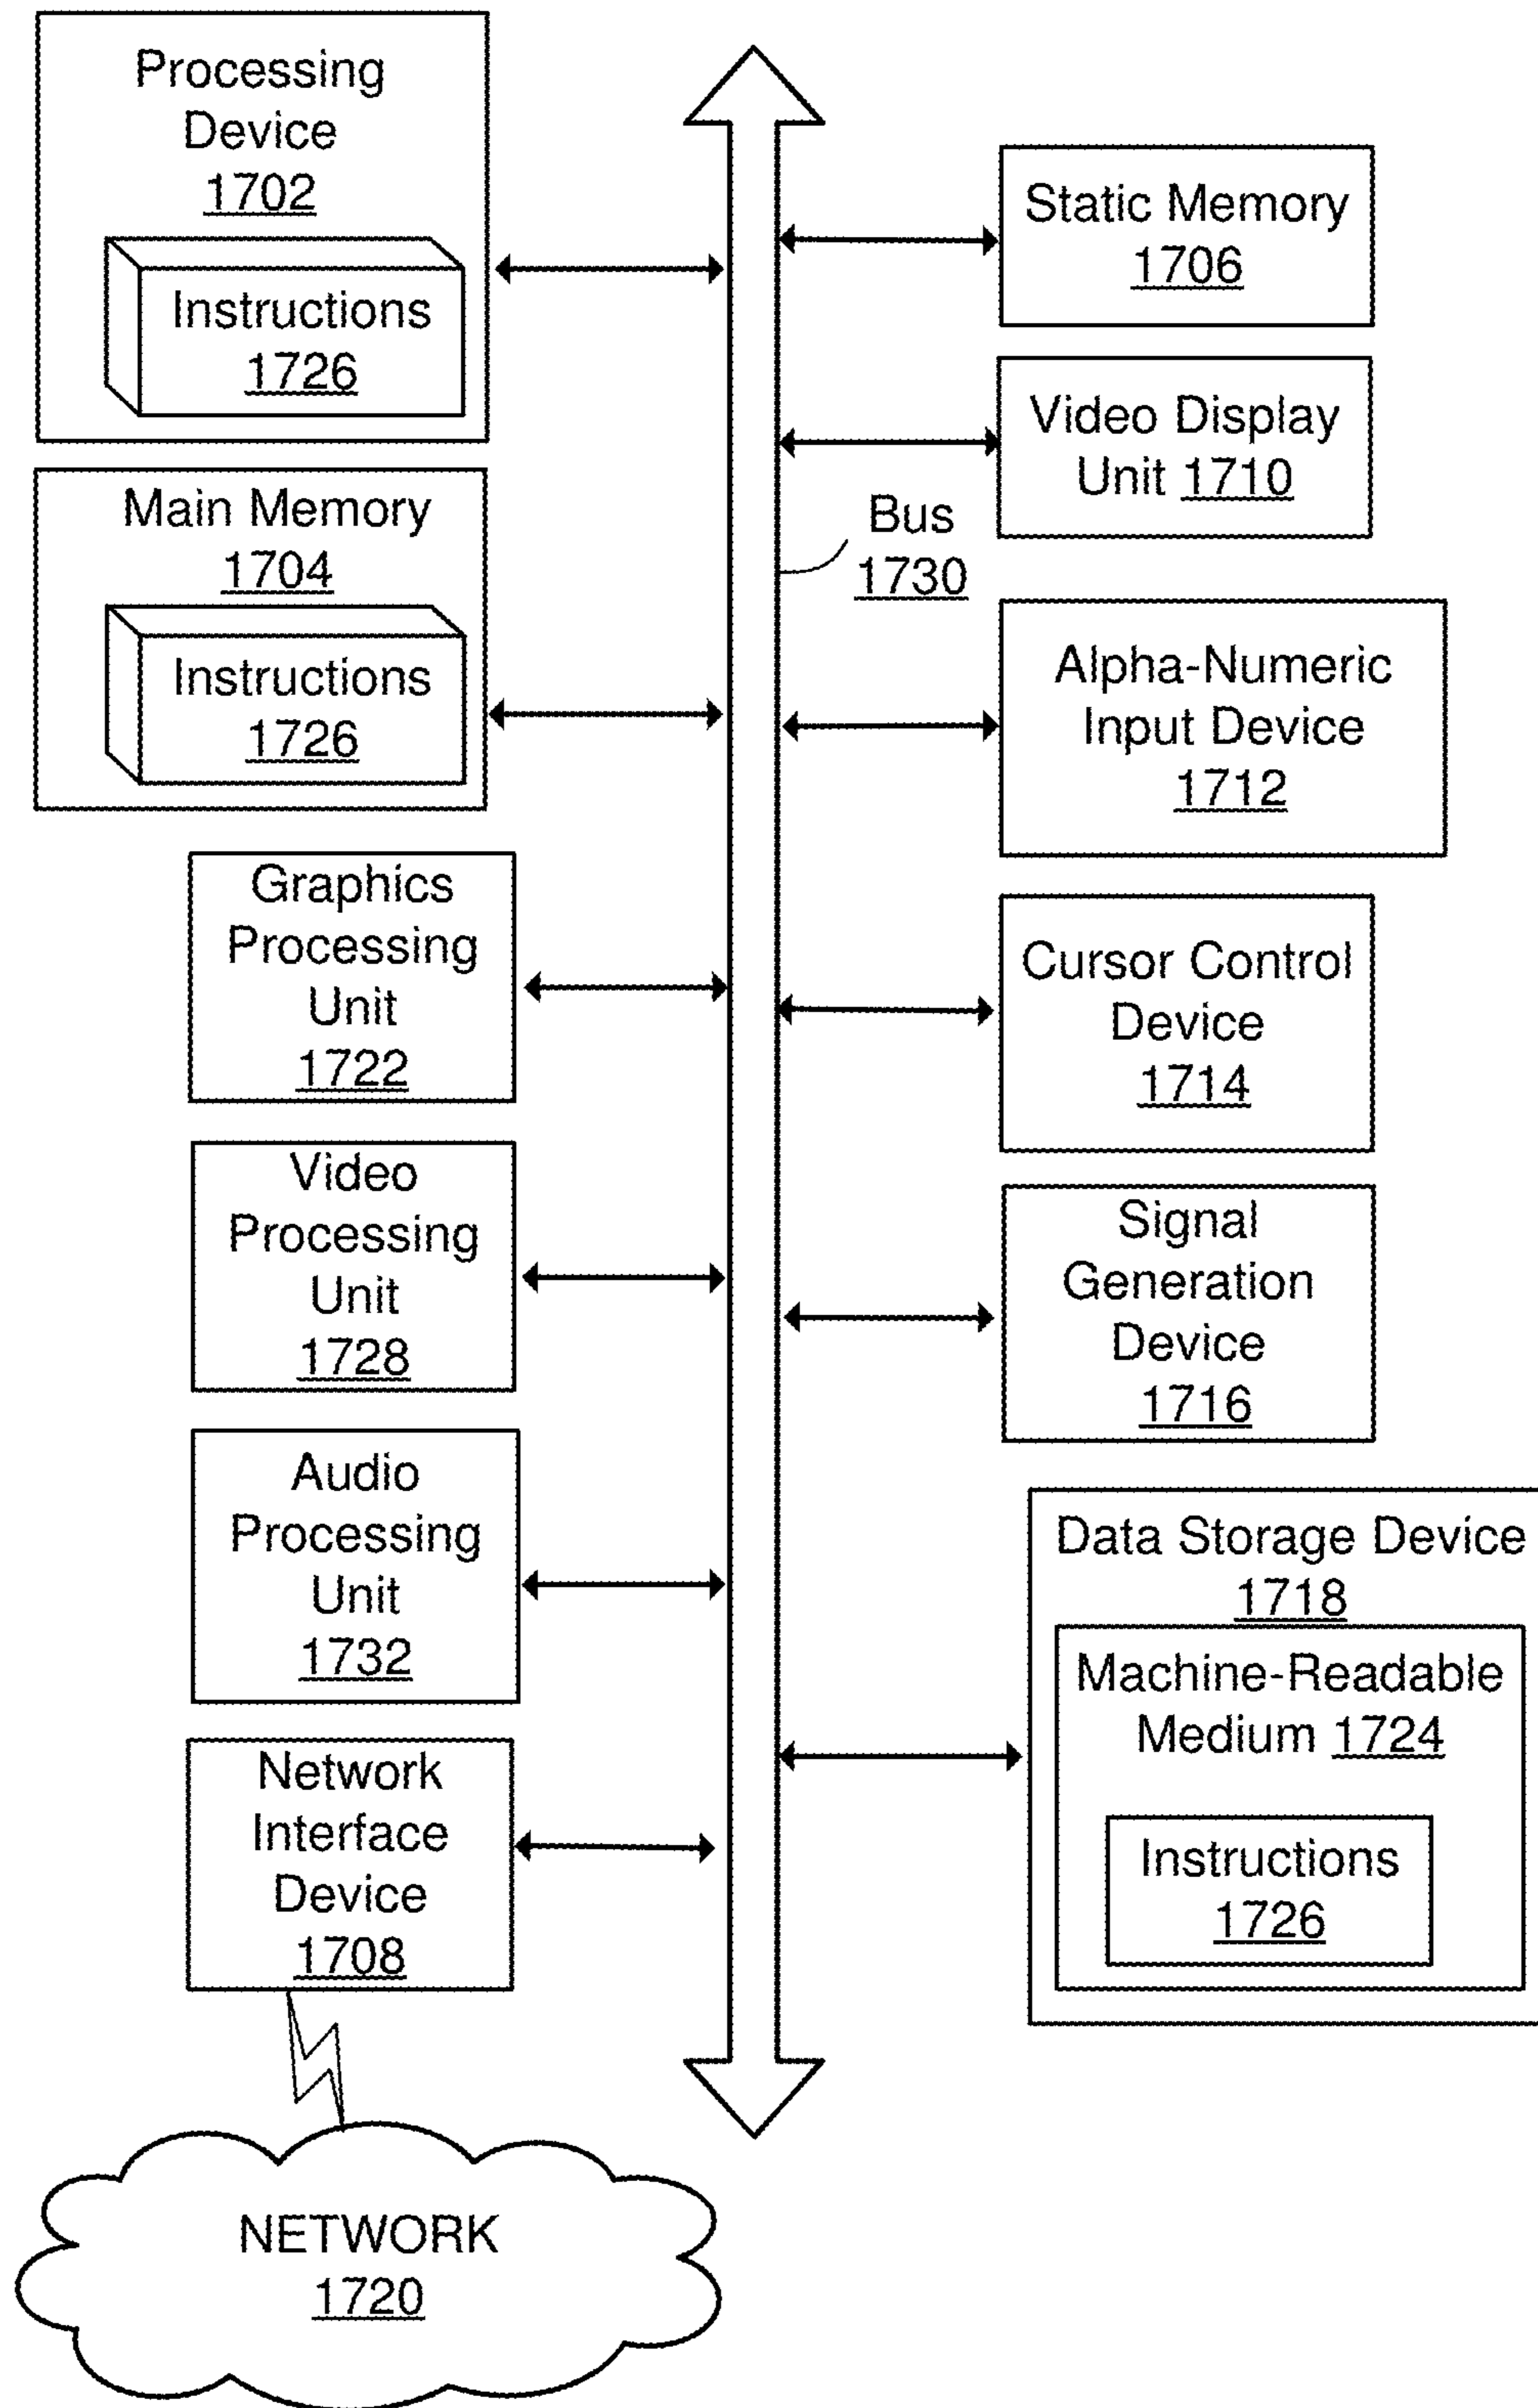 Processing
Device
1702
Instructions
1726
Main Memory
1704
Instructions
1726
Graphics
Processing
Unit
1722
Video
Processing
Unit
1728
Audio
Processing
Unit
1732
Network
Interface
Device
1708
NETWORK
1720
Bus
1730
Static Memory
1706
Video Display
Unit 1710
Alpha-Numeric
Input Device
1712
Cursor Control
Device
1714
Signal
Generation
Device
1716
Data Storage Device
1718
Machine-Readable
Medium 1724
Instructions
1726